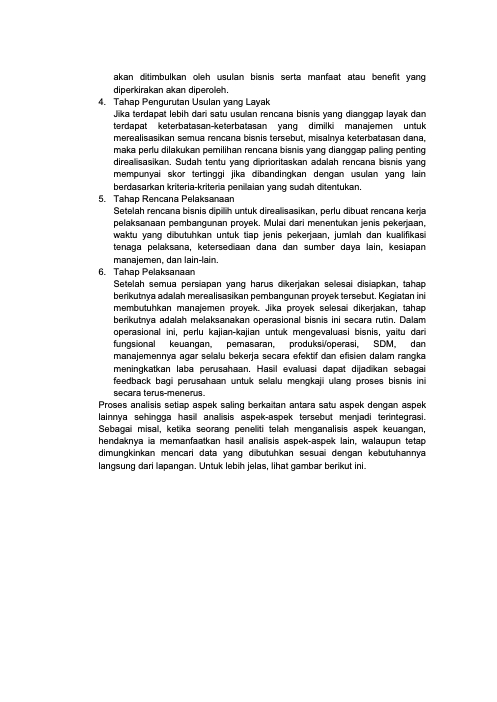 akan ditimbulkan oleh usulan bisnis serta manfaat atau benefit yang
diperkirakan akan diperoleh.
4. Tahap Pengurutan Usulan yang Layak
Jika terdapat lebih dari satu usulan rencana bisnis yang dianggap layak dan
terdapat keterbatasan-keterbatasan yang dimilki manajemen untuk
merealisasikan semua rencana bisnis tersebut, misalnya keterbatasan dana,
maka perlu dilakukan pemilihan rencana bisnis yang dianggap paling penting
direalisasikan. Sudah tentu yang diprioritaskan adalah rencana bisnis yang
mempunyai skor tertinggi jika dibandingkan dengan usulan yang lain
berdasarkan kriteria-kriteria penilaian yang sudah ditentukan.
5. Tahap Rencana Pelaksanaan
Setelah rencana bisnis dipilih untuk direalisasikan, perlu dibuat rencana kerja
pelaksanaan pembangunan proyek. Mulai dari menentukan jenis pekerjaan,
waktu yang dibutuhkan untuk tiap jenis pekerjaan, jumlah dan kualifikasi
tenaga pelaksana, ketersediaan dana dan sumber daya lain, kesiapan
manajemen, dan lain-lain.
6. Tahap Pelaksanaan
Setelah semua persiapan yang harus dikerjakan selesai disiapkan, tahap
berikutnya adalah merealisasikan pembangunan proyek tersebut. Kegiatan ini
membutuhkan manajemen proyek. Jika proyek selesai dikerjakan, tahap
berikutnya adalah melaksanakan operasional bisnis ini secara rutin. Dalam
operasional ini, perlu kajian-kajian untuk mengevaluasi bisnis, yaitu dari
fungsional keuangan, pemasaran, produksi/operasi, SDM, dan
manajemennya agar selalu bekerja secara efektif dan efisien dalam rangka
meningkatkan laba perusahaan. Hasil evaluasi dapat dijadikan sebagai
feedback bagi perusahaan untuk selalu mengkaji ulang proses bisnis ini
secara terus-menerus.
Proses analisis setiap aspek saling berkaitan antara satu aspek dengan aspek
lainnya sehingga hasil analisis aspek-aspek tersebut menjadi terintegrasi.
Sebagai misal, ketika seorang peneliti telah menganalisis aspek keuangan,
hendaknya ia memanfaatkan hasil analisis aspek-aspek lain, walaupun tetap
dimungkinkan mencari data yang dibutuhkan sesuai dengan kebutuhannya
langsung dari lapangan. Untuk lebih jelas, lihat gambar berikut ini.